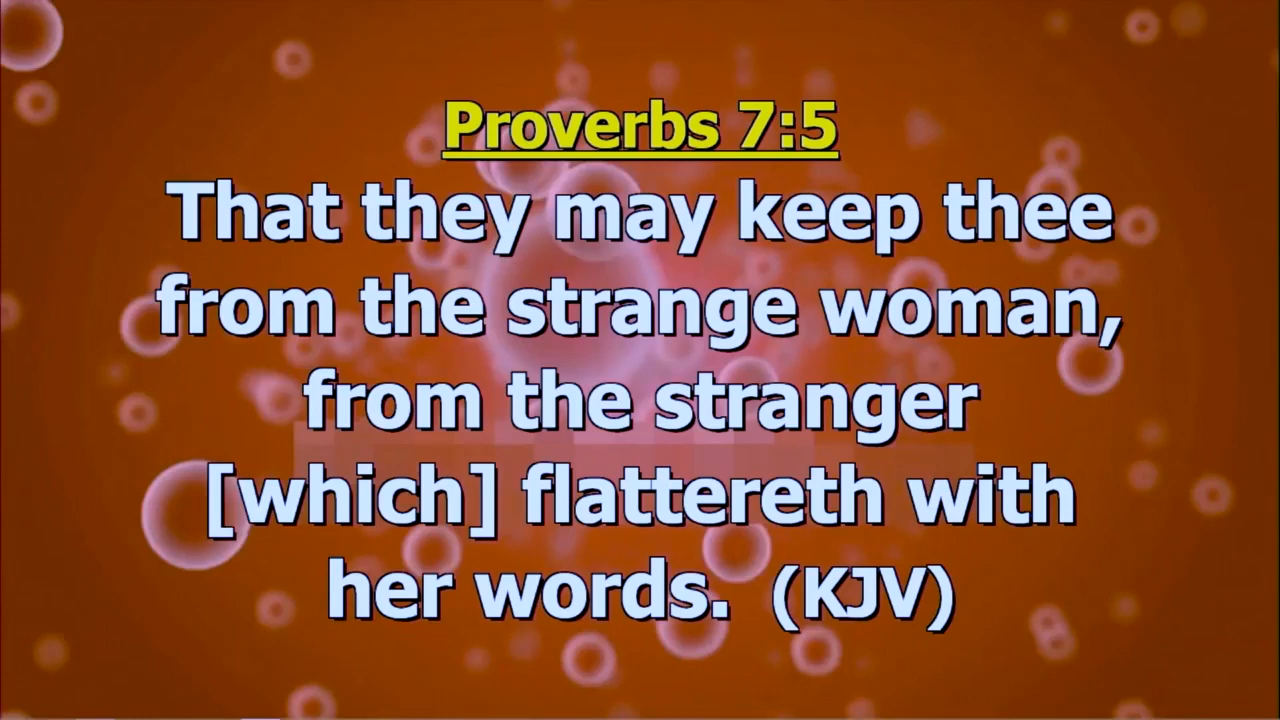 Proverbs 7:5
That they may keep thee
from the strange woman,
from the stranger
[which] flattereth with
her words. (KJV)